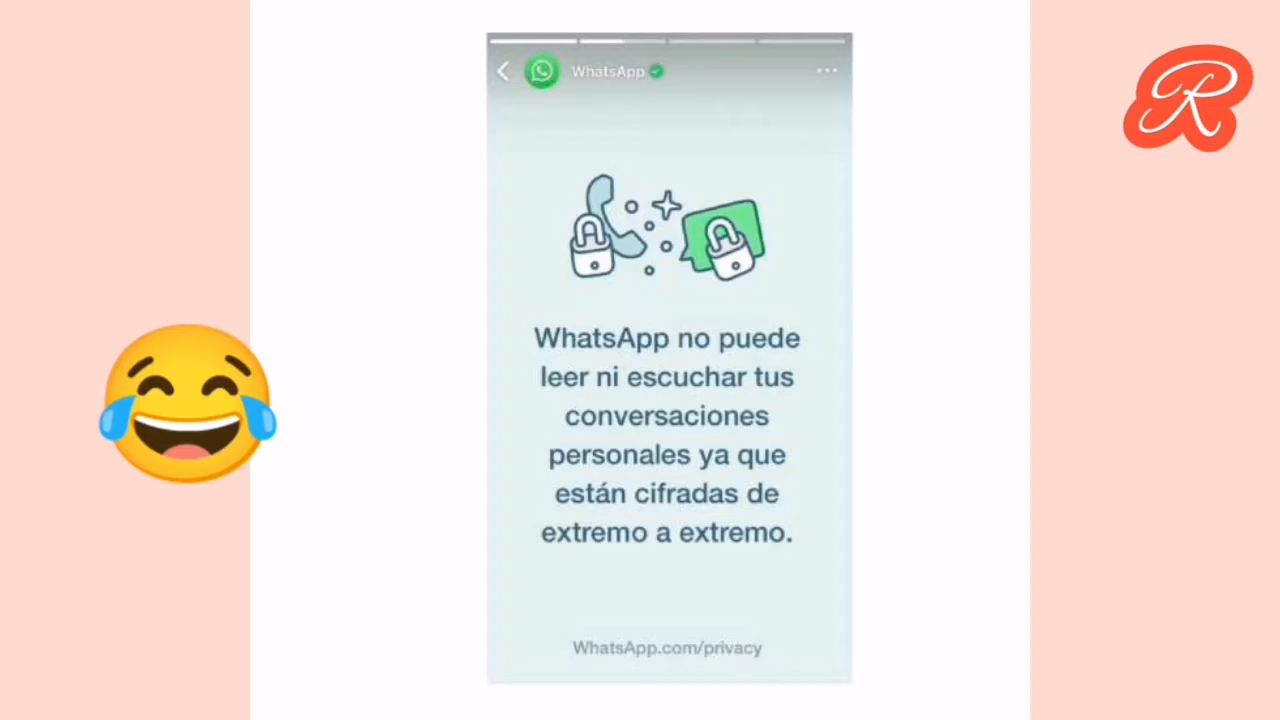 R
WhatsApp
WhatsApp no puede
leer ni escuchar tus
conversaciones
personales ya que
están cifradas de
extremo a extremo.
WhatsApp.com/privacy